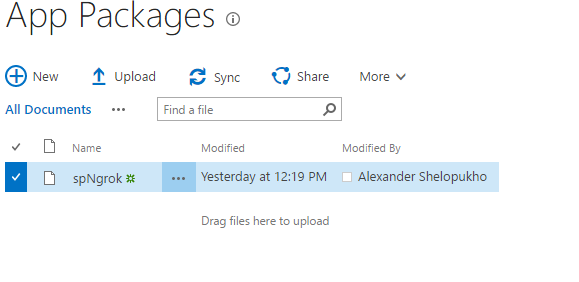 App Packages
New Upload Sync Share More
All Documents ... Find a file
Name Modified Modified By
spNgrok ... Yesterday at 12:19 PM Alexander Shelopukho
Drag files here to upload